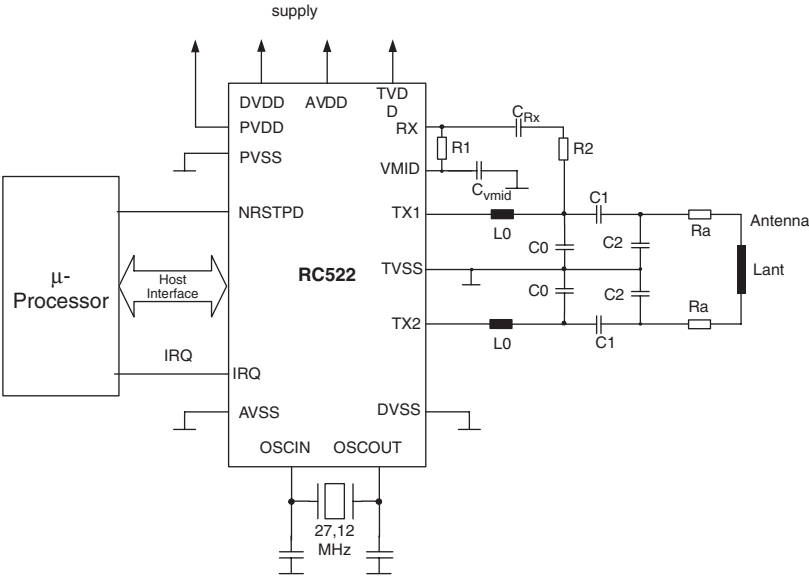 supply
DVDD
AVDD
TVD
D
PVDD
RX
C_Rx
R1
R2
PVSS
VMID
C_vmid
NRSTPD
TX1
L0
C1
Ra
Antenna
C0
C2
μ-
Processor
Host
Interface
RC522
TVSS
Lant
C0
C2
TX2
L0
C1
Ra
IRQ
IRQ
AVSS
DVSS
OSCIN
OSCOUT
27,12
MHz